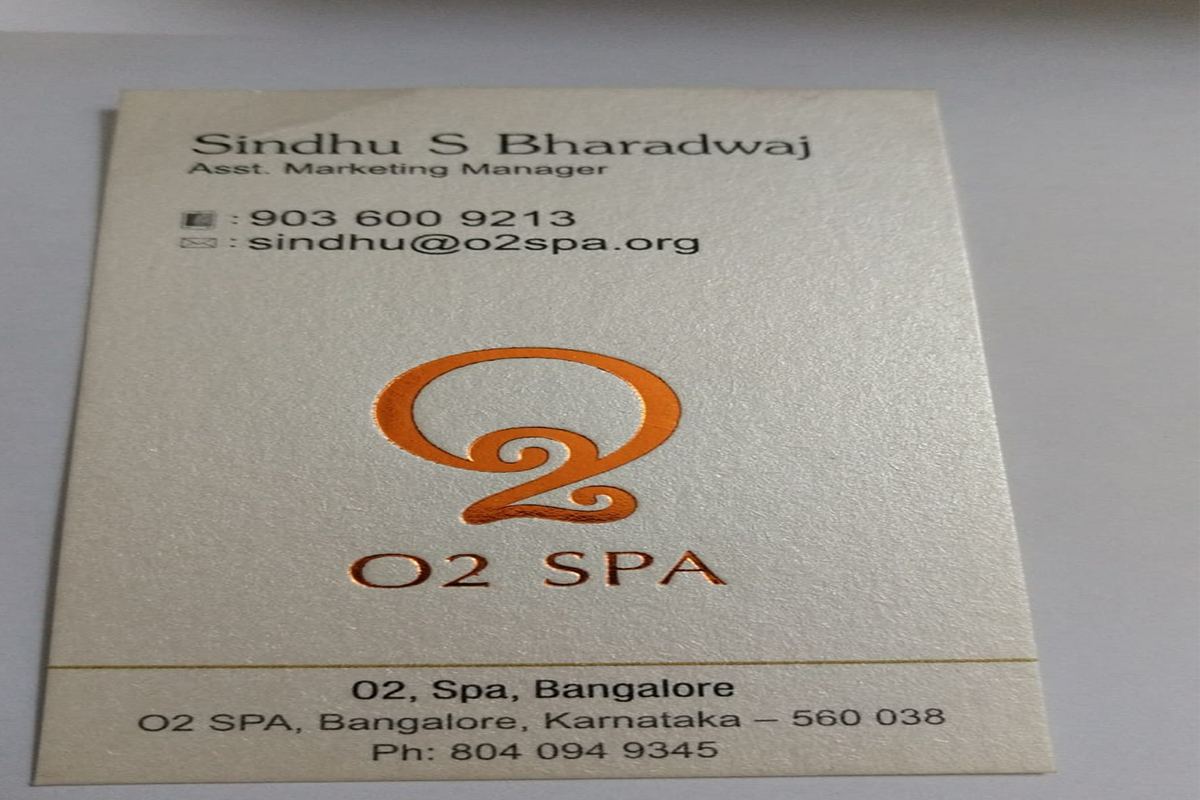 Sindhu S Bharadwaj
Asst. Marketing Manager
: 903 600 9213
: sindhu@o2spa.org
O2
O2 SPA
02, Spa, Bangalore
O2 SPA, Bangalore, Karnataka – 560 038
Ph: 804 094 9345